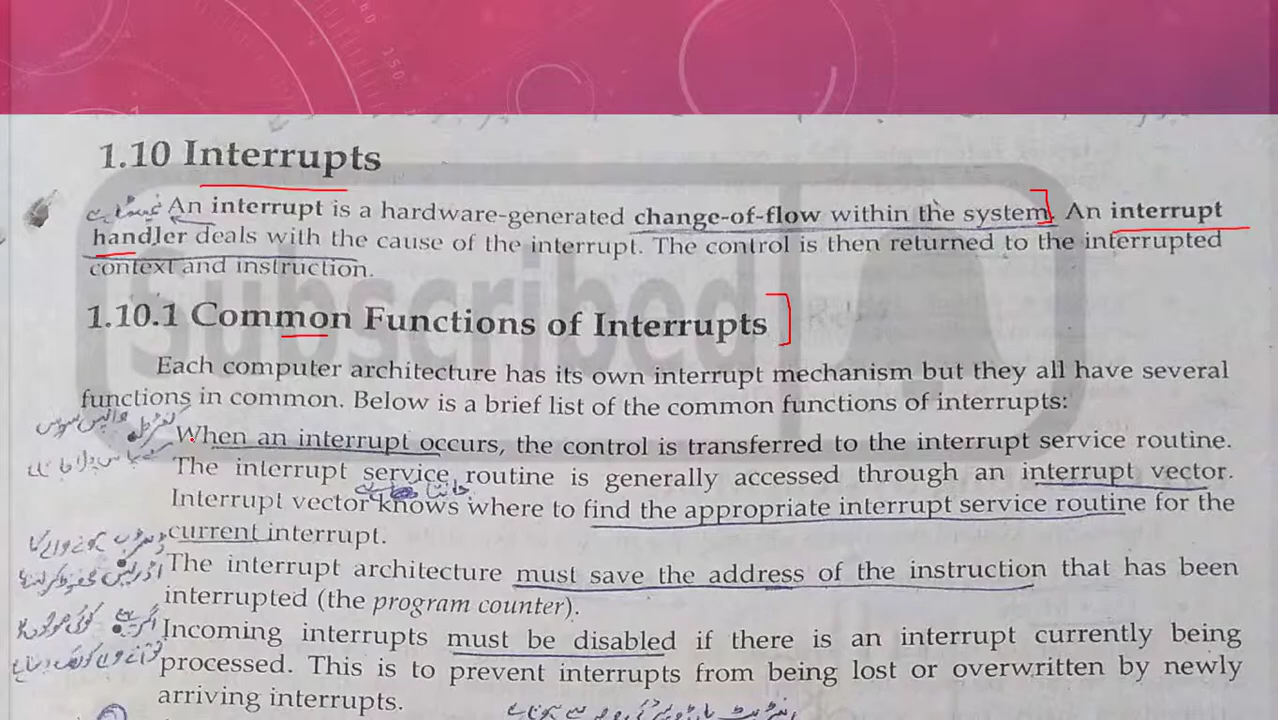 1.10 Interrupts
An interrupt is a hardware-generated change-of-flow within the system. An interrupt
handler deals with the cause of the interrupt. The control is then returned to the interrupted
context and instruction.
Subscribed
1.10.1 Common Functions of Interrupts
Each computer architecture has its own interrupt mechanism but they all have several
functions in common. Below is a brief list of the common functions of interrupts:
When an interrupt occurs, the control is transferred to the interrupt service routine.
The interrupt service routine is generally accessed through an interrupt vector.
Interrupt vector knows where to find the appropriate interrupt service routine for the
current interrupt.
The interrupt architecture must save the address of the instruction that has been
interrupted (the program counter).
Incoming interrupts must be disabled if there is an interrupt currently being
processed. This is to prevent interrupts from being lost or overwritten by newly
arriving interrupts.